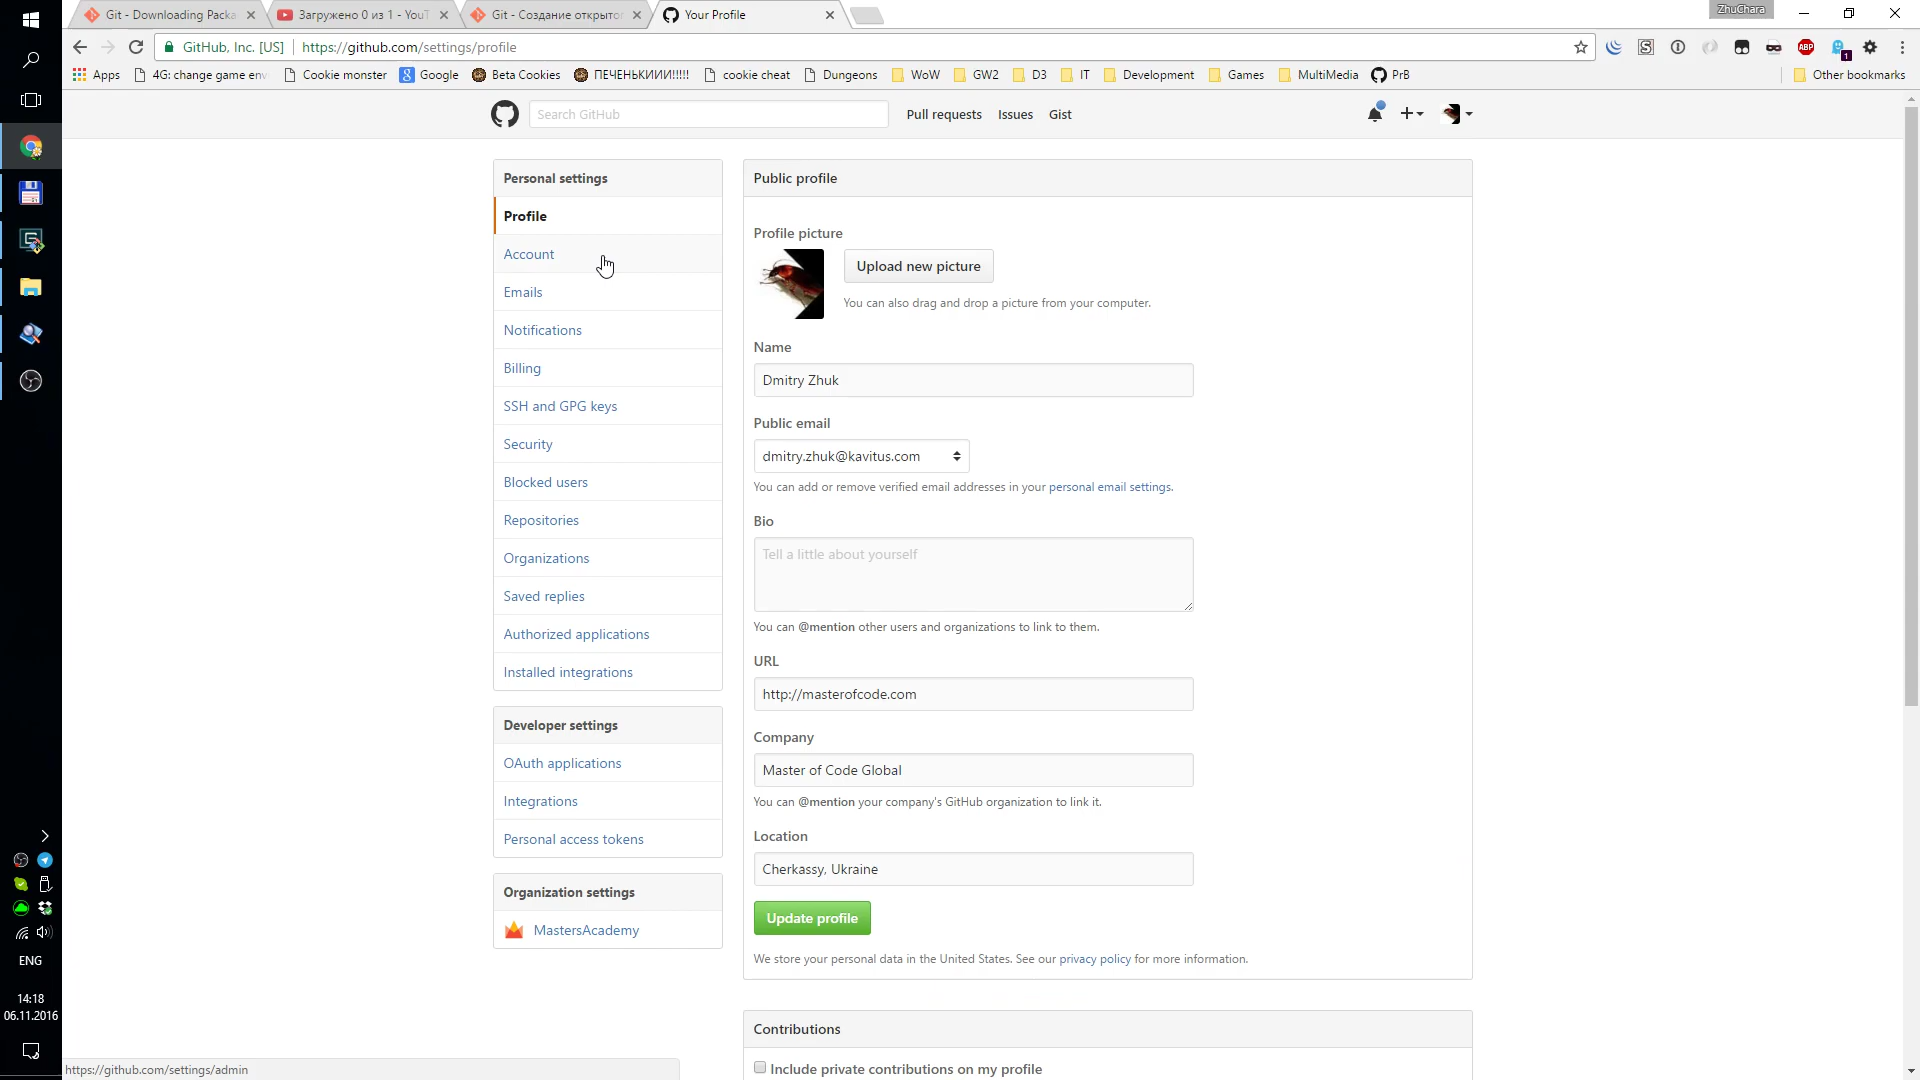 Git - Downloading Packa
Загружено 0 из 1 - YouT
Git - Создание открытог
Your Profile
ZhuChara
GitHub, Inc. [US]
https://github.com/settings/profile
Apps
4G: change game env
Cookie monster
Google
Beta Cookies
ПЕЧЕНЬКИИИ!!!!!
cookie cheat
Dungeons
WoW
GW2
D3
IT
Development
Games
MultiMedia
PrB
Other bookmarks
ABP
1
Search GitHub
Pull requests
Issues
Gist
Personal settings
Profile
Account
Emails
Notifications
Billing
SSH and GPG keys
Security
Blocked users
Repositories
Organizations
Saved replies
Authorized applications
Installed integrations
Developer settings
OAuth applications
Integrations
Personal access tokens
Organization settings
MastersAcademy
Public profile
Profile picture
Upload new picture
You can also drag and drop a picture from your computer.
Name
Dmitry Zhuk
Public email
dmitry.zhuk@kavitus.com
You can add or remove verified email addresses in your personal email settings.
Bio
Tell a little about yourself
You can @mention other users and organizations to link to them.
URL
http://masterofcode.com
Company
Master of Code Global
You can @mention your company's GitHub organization to link it.
Location
Cherkassy, Ukraine
Update profile
We store your personal data in the United States. See our privacy policy for more information.
Contributions
Include private contributions on my profile
ENG
14:18
06.11.2016
https://github.com/settings/admin